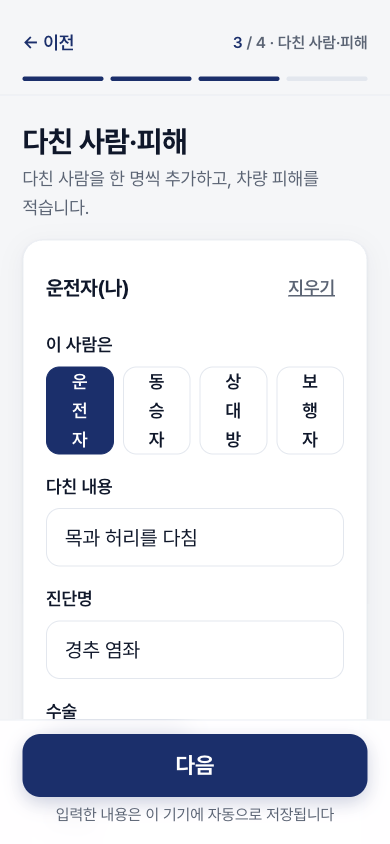 ← 이전
3 / 4 · 다친 사람·피해
다친 사람·피해
다친 사람을 한 명씩 추가하고, 차량 피해를
적습니다.
운전자(나)
지우기
이 사람은
운전자
동승자
상대방
보행자
다친 내용
목과 허리를 다침
진단명
경추 염좌
수술
다음
입력한 내용은 이 기기에 자동으로 저장됩니다